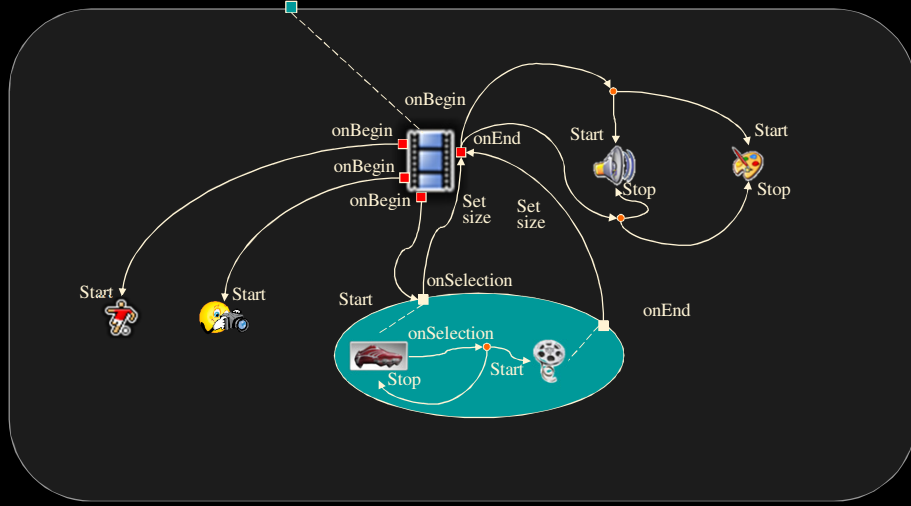 onBegin
onBegin
onEnd
Start
Start
onBegin
Stop
Stop
onBegin
Set
size
Set
size
onSelection
Start
Start
Start
onEnd
onSelection
Start
Stop